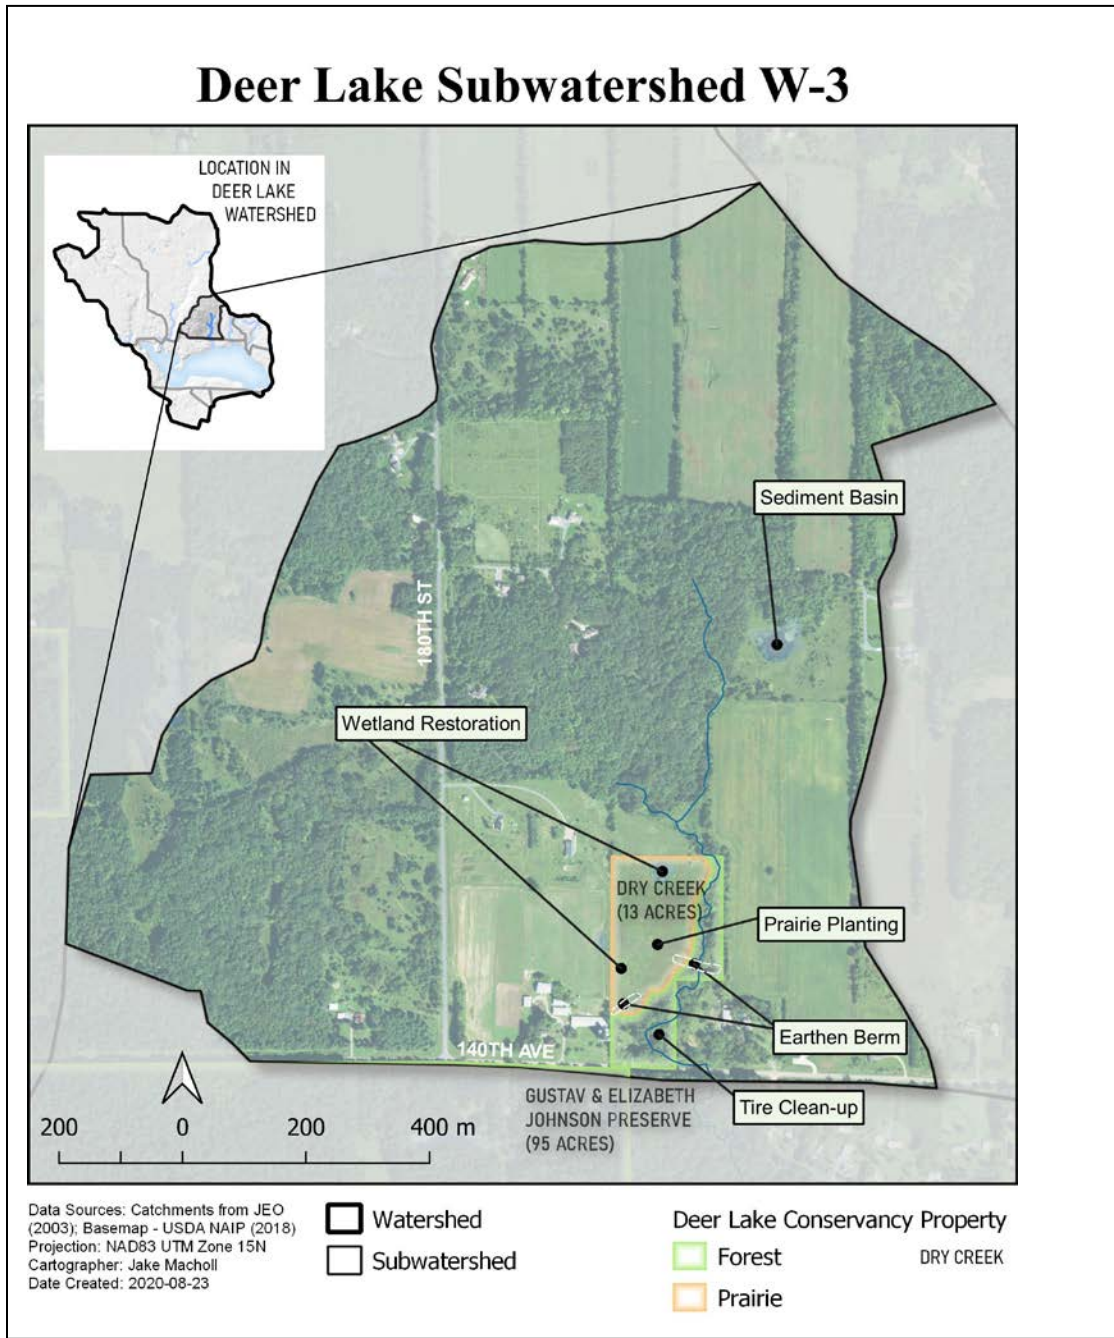 Deer Lake Subwatershed W-3
LOCATION IN
DEER LAKE
WATERSHED
Sediment Basin
180TH ST
Wetland Restoration
DRY CREEK
(13 ACRES)
Prairie Planting
Earthen Berm
140TH AVE
Tire Clean-up
GUSTAV & ELIZABETH
JOHNSON PRESERVE
(95 ACRES)
200 0 200 400 m
Data Sources: Catchments from JEO
(2003); Basemap - USDA NAIP (2018)
Projection: NAD83 UTM Zone 15N
Cartographer: Jake Macholl
Date Created: 2020-08-23
Watershed
Subwatershed
Deer Lake Conservancy Property
Forest
DRY CREEK
Prairie